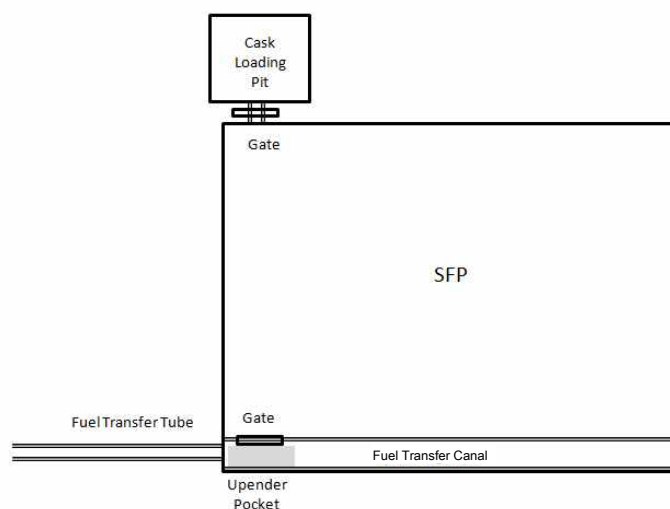 Cask
Loading
Pit
Gate
SFP
Fuel Transfer Tube
Gate
Fuel Transfer Canal
Upender
Pocket